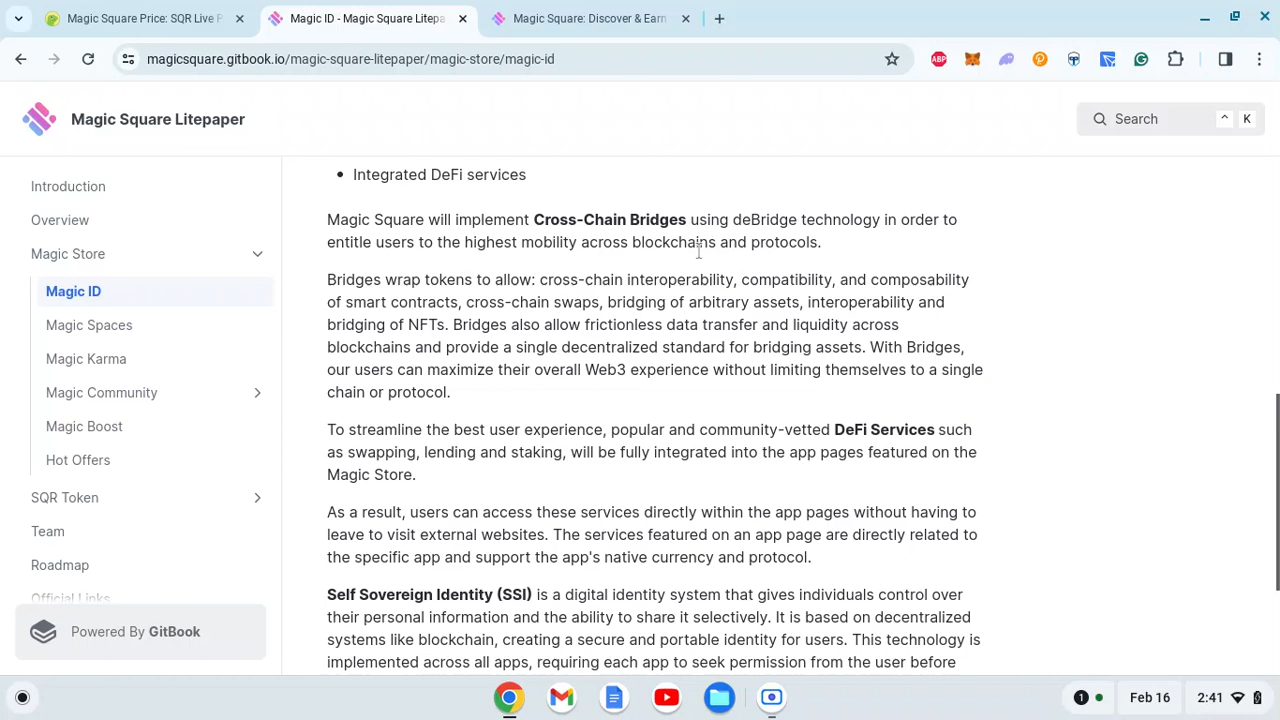 Magic Square Price: SQR Live P
Magic ID - Magic Square Litepa
Magic Square: Discover & Earn
magicsquare.gitbook.io/magic-square-litepaper/magic-store/magic-id
ABP
Magic Square Litepaper
Search
^
K
Introduction
Overview
Magic Store
Magic ID
Magic Spaces
Magic Karma
Magic Community
Magic Boost
Hot Offers
SQR Token
Team
Roadmap
Official Links
Powered By GitBook
• Integrated DeFi services
Magic Square will implement Cross-Chain Bridges using deBridge technology in order to
entitle users to the highest mobility across blockchains and protocols.
Bridges wrap tokens to allow: cross-chain interoperability, compatibility, and composability
of smart contracts, cross-chain swaps, bridging of arbitrary assets, interoperability and
bridging of NFTs. Bridges also allow frictionless data transfer and liquidity across
blockchains and provide a single decentralized standard for bridging assets. With Bridges,
our users can maximize their overall Web3 experience without limiting themselves to a single
chain or protocol.
To streamline the best user experience, popular and community-vetted DeFi Services such
as swapping, lending and staking, will be fully integrated into the app pages featured on the
Magic Store.
As a result, users can access these services directly within the app pages without having to
leave to visit external websites. The services featured on an app page are directly related to
the specific app and support the app's native currency and protocol.
Self Sovereign Identity (SSI) is a digital identity system that gives individuals control over
their personal information and the ability to share it selectively. It is based on decentralized
systems like blockchain, creating a secure and portable identity for users. This technology is
implemented across all apps, requiring each app to seek permission from the user before
1
Feb 16
2:41